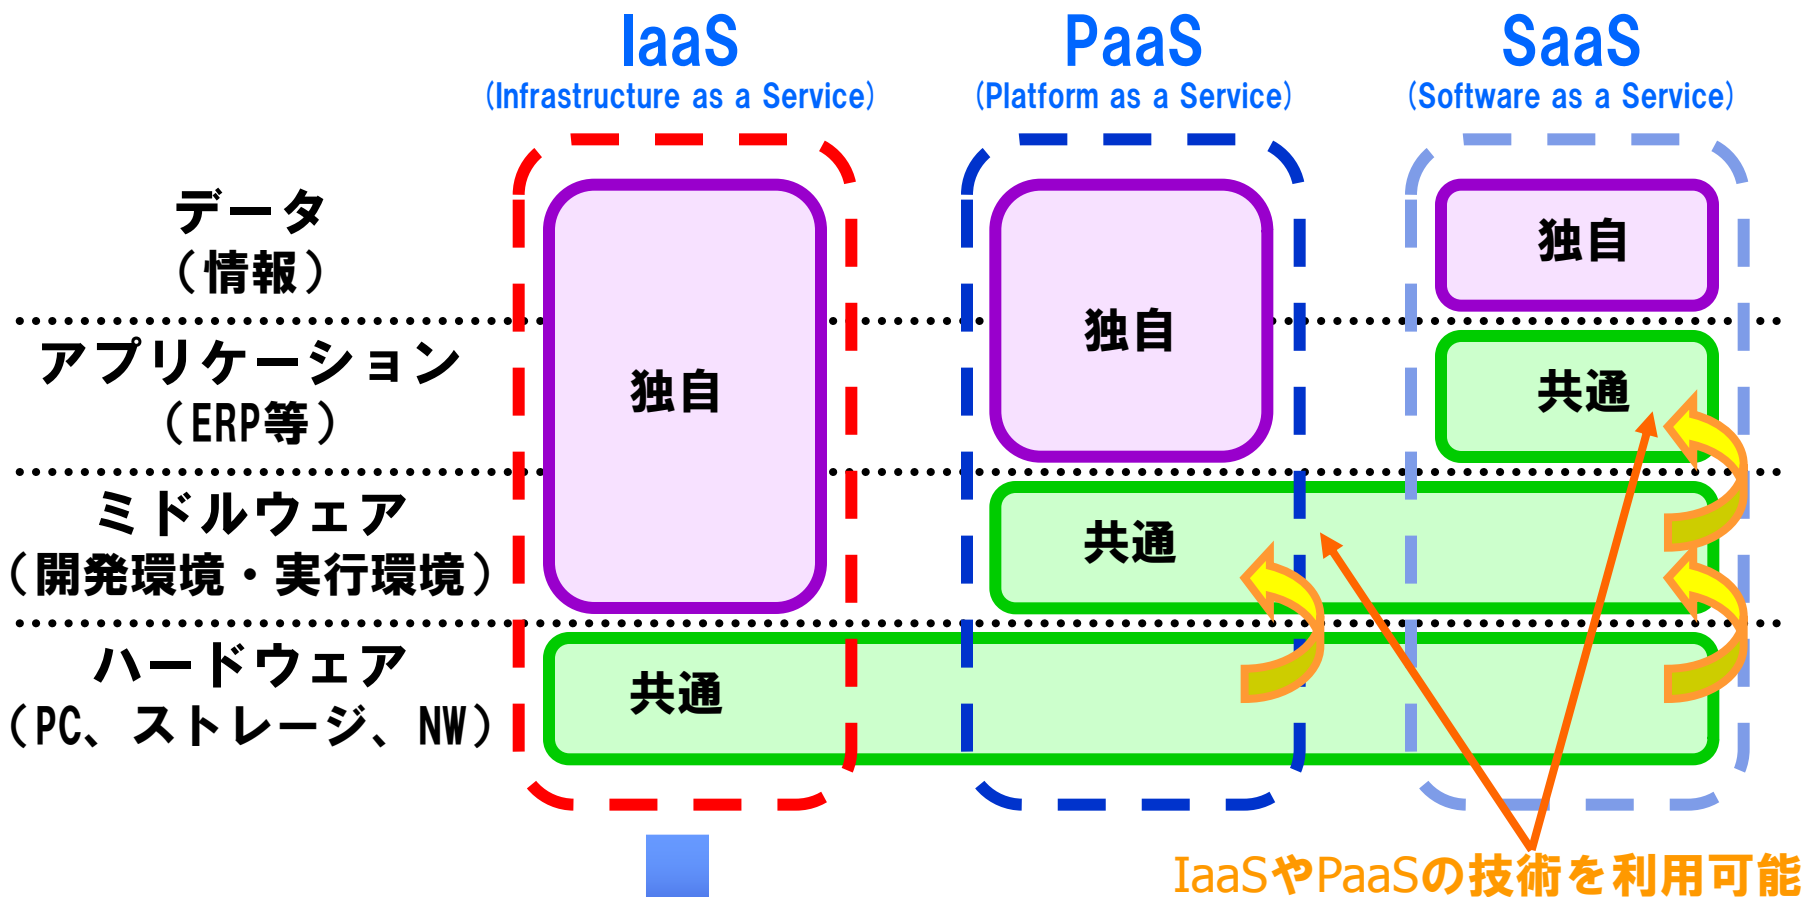 IaaS
(Infrastructure as a Service)
PaaS
(Platform as a Service)
SaaS
(Software as a Service)
データ
（情報）
アプリケーション
（ERP等）
ミドルウェア
（開発環境・実行環境）
ハードウェア
（PC、ストレージ、NW）
独自
共通
独自
共通
独自
共通
IaaSやPaaSの技術を利用可能